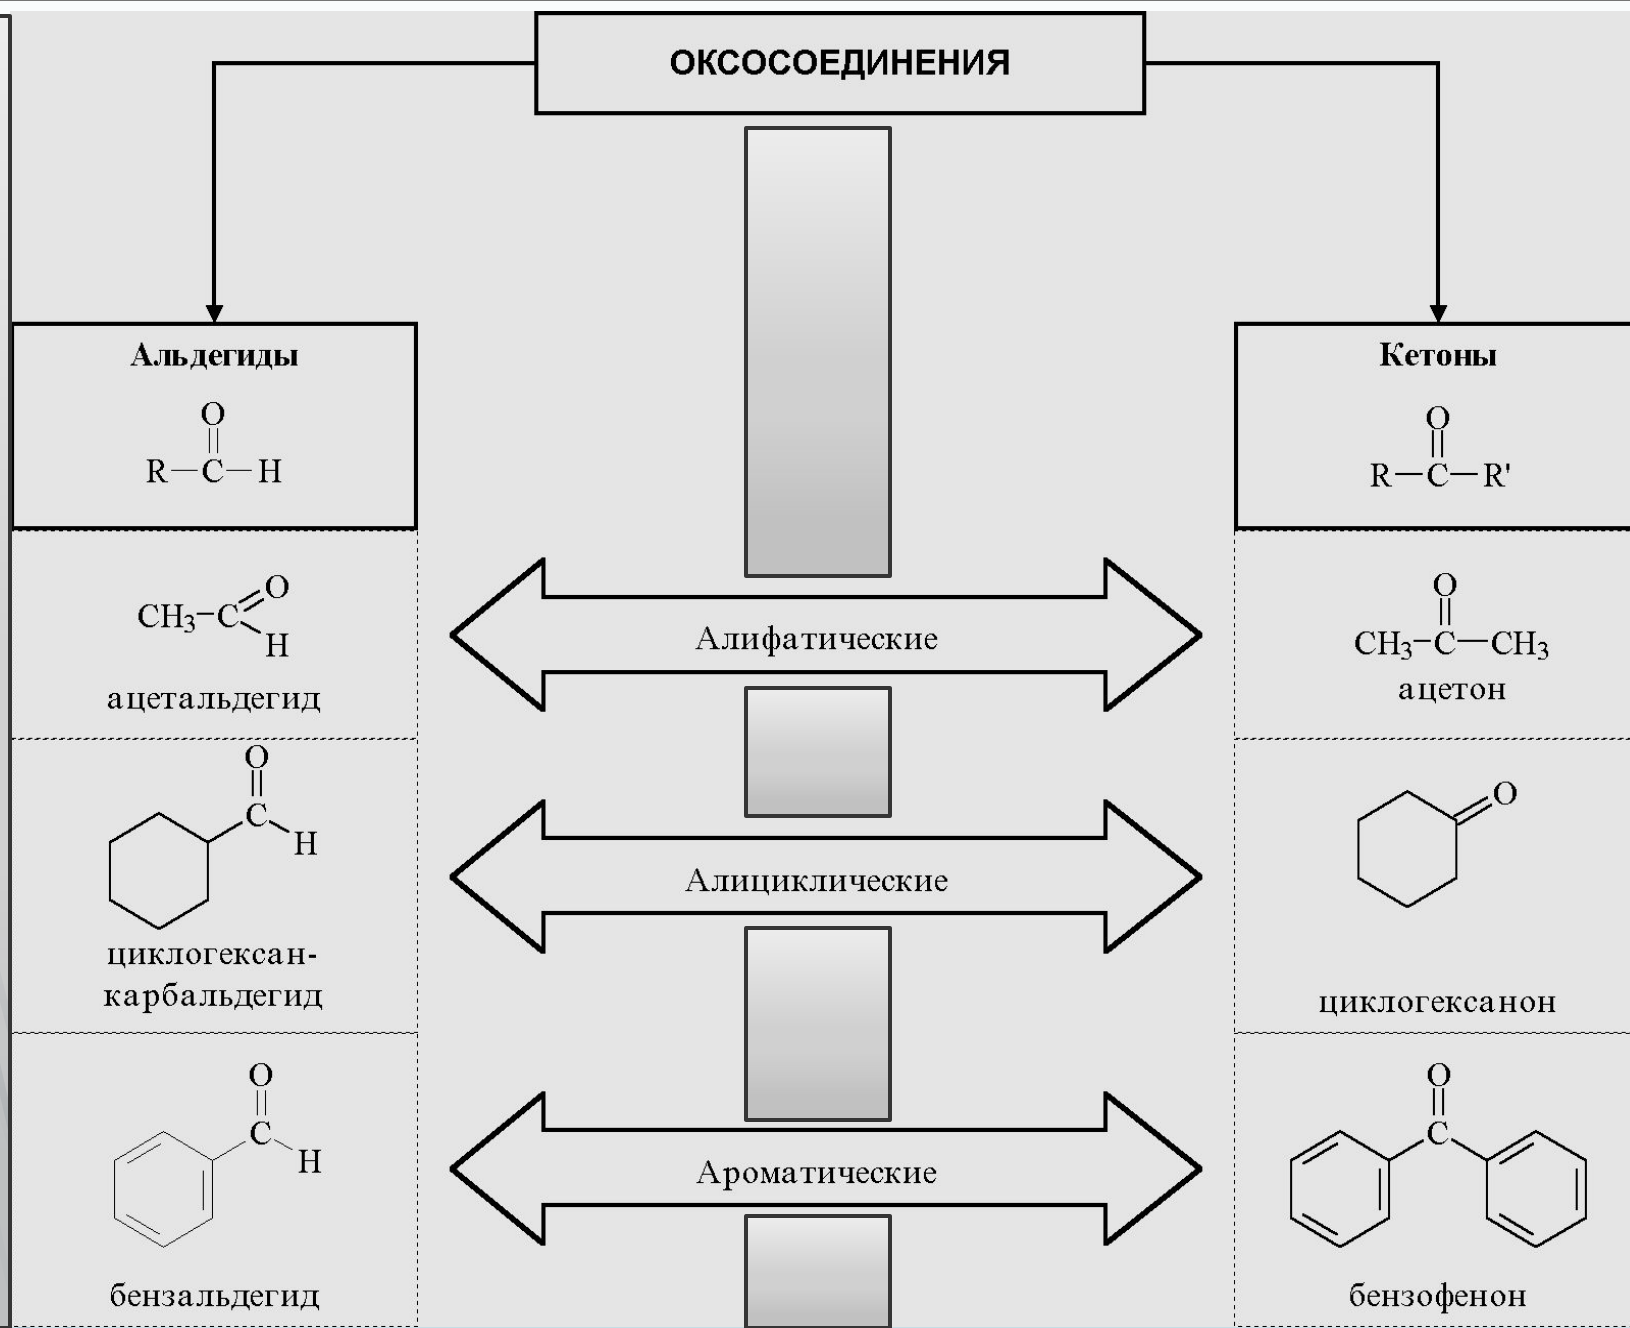 ОКСОСОЕДИНЕНИЯ
Альдегиды
O
R—C—H
Кетоны
O
R—C—R'
CH₃—C
O
H
ацетальдегид
Алифатические
O
CH₃—C—CH₃
ацетон
O
C
H
циклогексан-
карбальдегид
Алициклические
O
циклогексанон
O
C
H
бензальдегид
Ароматические
O
C
бензофенон